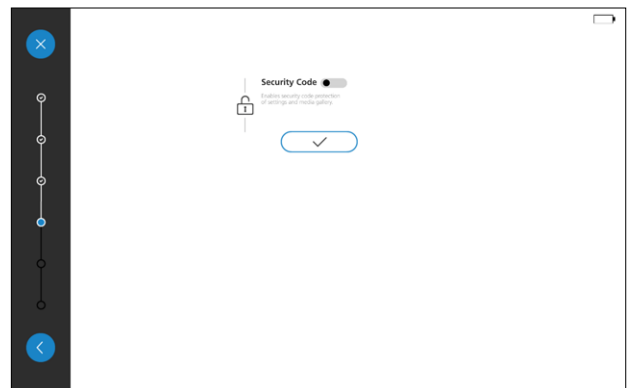 Security Code
Enables security code protection
of settings and media gallery.